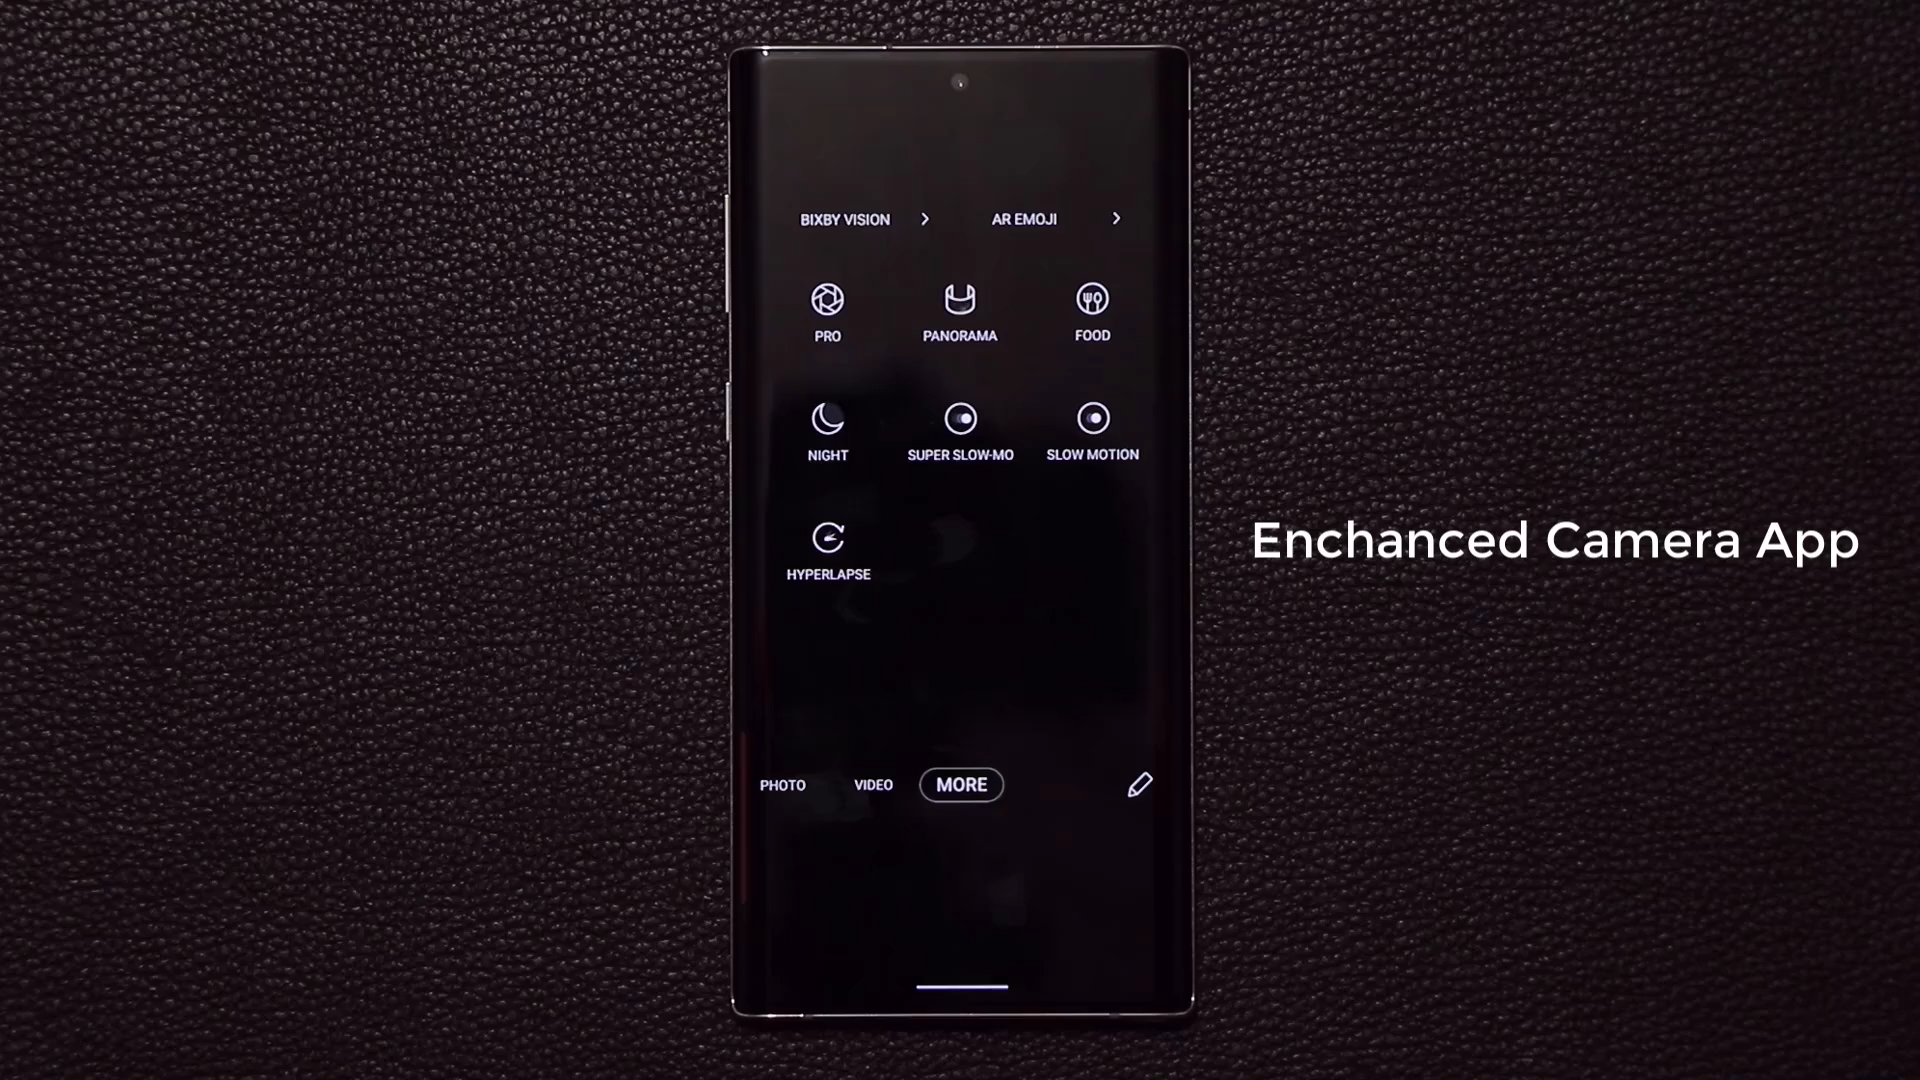 BIXBY VISION
AR EMOJI
PRO
PANORAMA
FOOD
NIGHT
SUPER SLOW-MO
SLOW MOTION
HYPERLAPSE
Enchanced Camera App
PHOTO
VIDEO
MORE